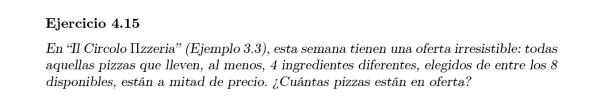 Ejercicio 4.15
En “Il Circolo Πzzeria” (Ejemplo 3.3), esta semana tienen una oferta irresistible: todas
aquellas pizzas que lleven, al menos, 4 ingredientes diferentes, elegidos de entre los 8
disponibles, están a mitad de precio. ¿Cuántas pizzas están en oferta?